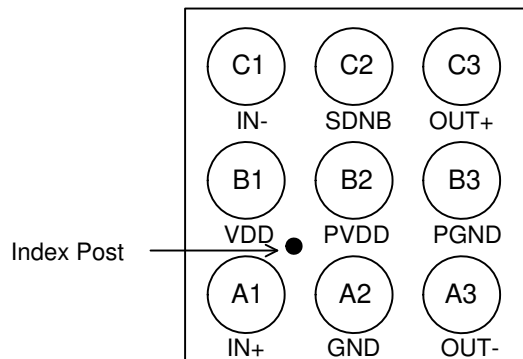 C1 C2 C3
IN- SDNB OUT+
B1 B2 B3
VDD PVDD PGND
Index Post
A1 A2 A3
IN+ GND OUT-